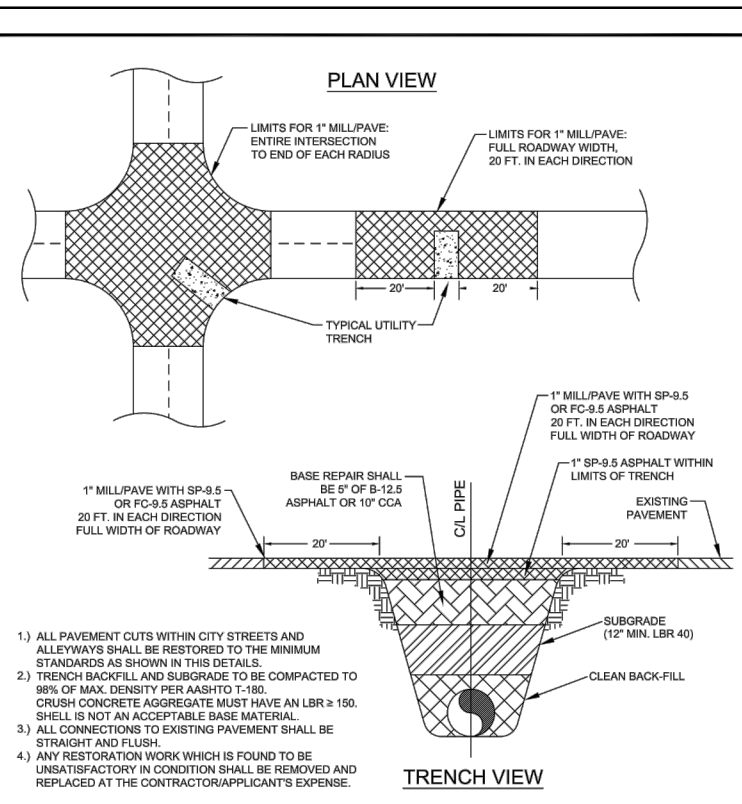 PLAN VIEW
LIMITS FOR 1" MILL/PAVE:
ENTIRE INTERSECTION
TO END OF EACH RADIUS
LIMITS FOR 1" MILL/PAVE:
FULL ROADWAY WIDTH,
20 FT. IN EACH DIRECTION
20'
20'
TYPICAL UTILITY
TRENCH
1" MILL/PAVE WITH SP-9.5
OR FC-9.5 ASPHALT
20 FT. IN EACH DIRECTION
FULL WIDTH OF ROADWAY
1" SP-9.5 ASPHALT WITHIN
LIMITS OF TRENCH
BASE REPAIR SHALL
BE 5" OF B-12.5
ASPHALT OR 10" CCA
C/L PIPE
1" MILL/PAVE WITH SP-9.5
OR FC-9.5 ASPHALT
20 FT. IN EACH DIRECTION
FULL WIDTH OF ROADWAY
EXISTING
PAVEMENT
20'
20'
SUBGRADE
(12" MIN. LBR 40)
CLEAN BACK-FILL
1.) ALL PAVEMENT CUTS WITHIN CITY STREETS AND
ALLEYWAYS SHALL BE RESTORED TO THE MINIMUM
STANDARDS AS SHOWN IN THIS DETAILS.
2.) TRENCH BACKFILL AND SUBGRADE TO BE COMPACTED TO
98% OF MAX. DENSITY PER AASHTO T-180.
CRUSH CONCRETE AGGREGATE MUST HAVE AN LBR ≥ 150.
SHELL IS NOT AN ACCEPTABLE BASE MATERIAL.
3.) ALL CONNECTIONS TO EXISTING PAVEMENT SHALL BE
STRAIGHT AND FLUSH.
4.) ANY RESTORATION WORK WHICH IS FOUND TO BE
UNSATISFACTORY IN CONDITION SHALL BE REMOVED AND
REPLACED AT THE CONTRACTOR/APPLICANT'S EXPENSE.
TRENCH VIEW